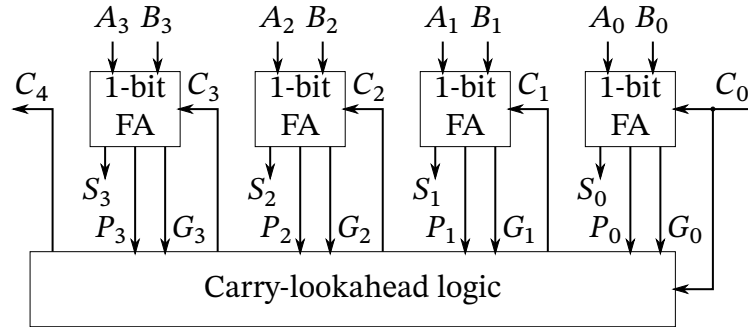 A3 B3 A2 B2 A1 B1 A0 B0
C4 1-bit C3 1-bit C2 1-bit C1 1-bit C0
FA FA FA FA
S3 S2 S1 S0
P3 G3 P2 G2 P1 G1 P0 G0
Carry-lookahead logic